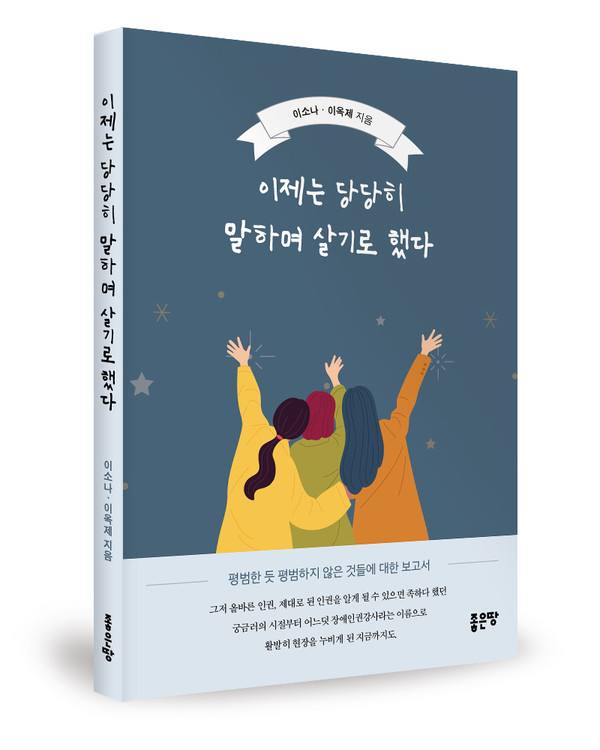 이제는 당당히 말하며 살기로 했다
이소나 · 이옥제 지음
좋은땅
이소나 · 이옥제 지음
이제는 당당히
말하며 살기로 했다
평범한 듯 평범하지 않은 것들에 대한 보고서
그저 올바른 인권, 제대로 된 인권을 알게 될 수 있으면 족하다 했던
궁금러의 시절부터 어느덧 장애인권강사라는 이름으로
활발히 현장을 누비게 된 지금까지도
좋은땅